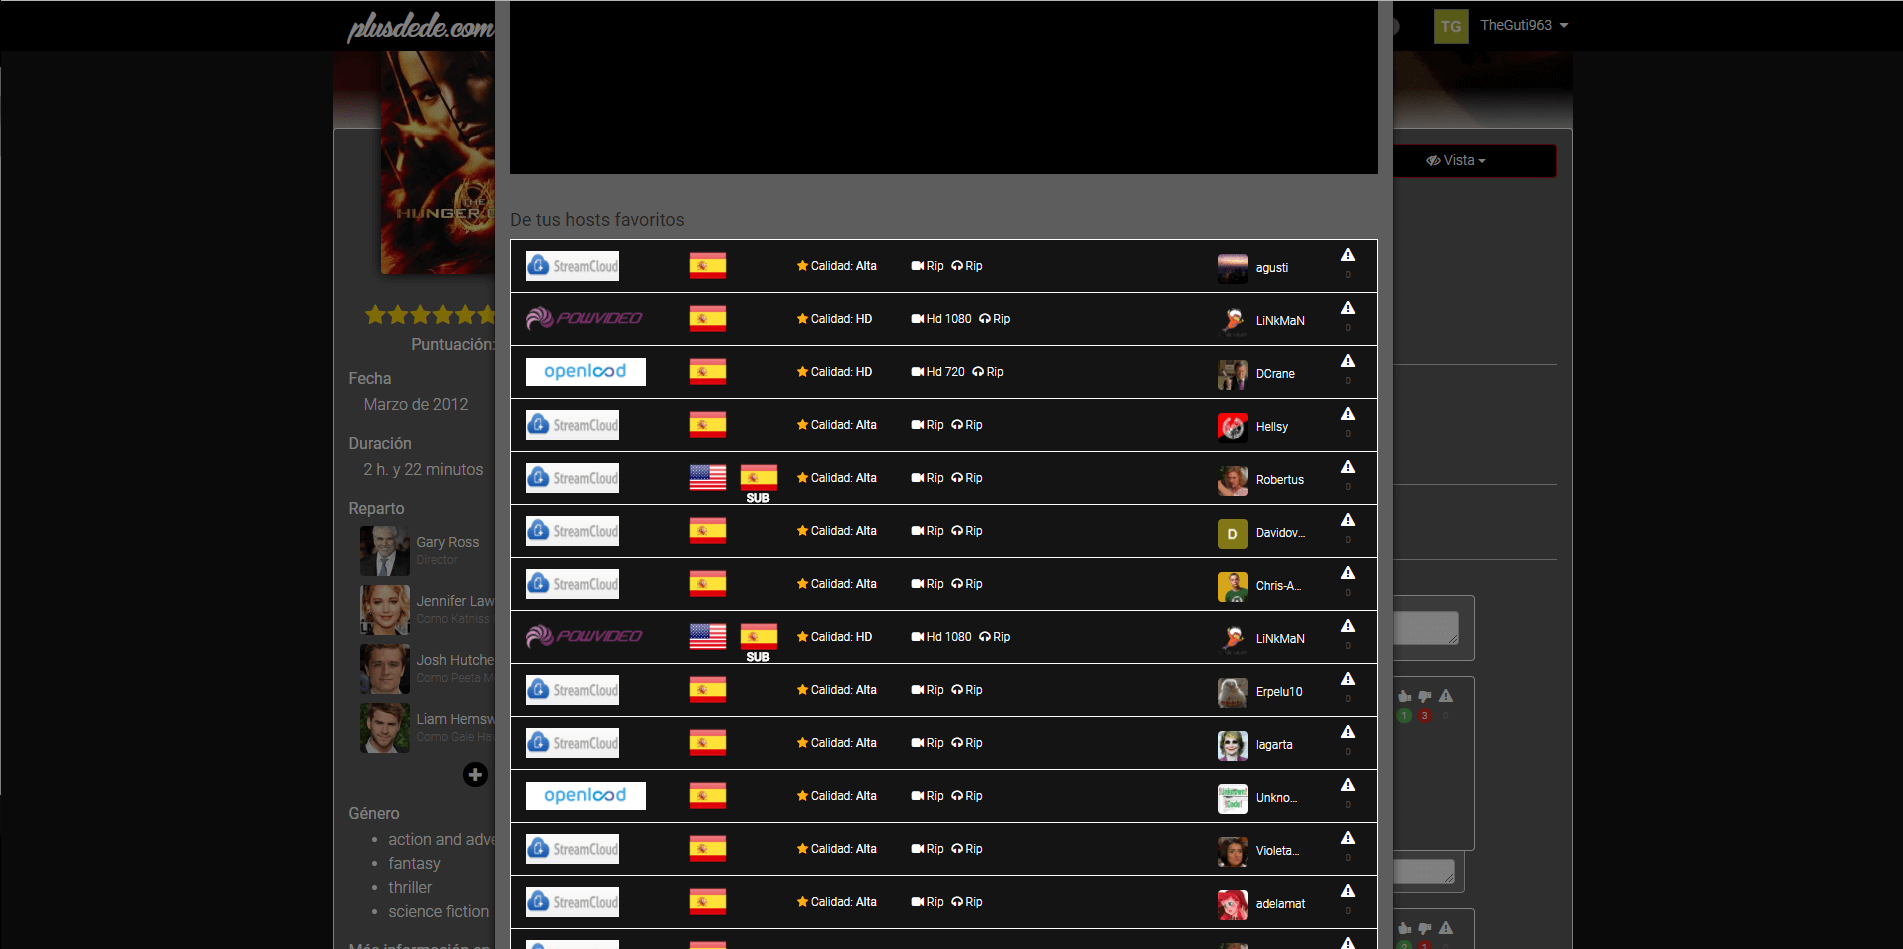 plusdede.com
TG TheGuti963
Vista
THE
HUNGER
Puntuación:
Fecha
Marzo de 2012
Duración
2 h. y 22 minutos
Reparto
Gary Ross
Director
Jennifer Law
Como Katniss
Josh Hutche
Como Peeta M
Liam Hemsw
Como Gale Ha
Género
action and adve
fantasy
thriller
science fiction
De tus hosts favoritos
StreamCloud Calidad: Alta Rip Rip agusti 0
POWVIDEO Calidad: HD Hd 1080 Rip LiNkMaN 0
openload Calidad: HD Hd 720 Rip DCrane 0
StreamCloud Calidad: Alta Rip Rip Hellsy 0
StreamCloud SUB Calidad: Alta Rip Rip Robertus 0
StreamCloud Calidad: Alta Rip Rip D Davidov... 0
StreamCloud Calidad: Alta Rip Rip Chris-A... 0
POWVIDEO SUB Calidad: HD Hd 1080 Rip LiNkMaN 0
StreamCloud Calidad: Alta Rip Rip Erpelu10 0
StreamCloud Calidad: Alta Rip Rip lagarta 0
openload Calidad: Alta Rip Rip Unkno... 0
StreamCloud Calidad: Alta Rip Rip Violeta... 0
StreamCloud Calidad: Alta Rip Rip adelamat 0
StreamCloud
1 3 0